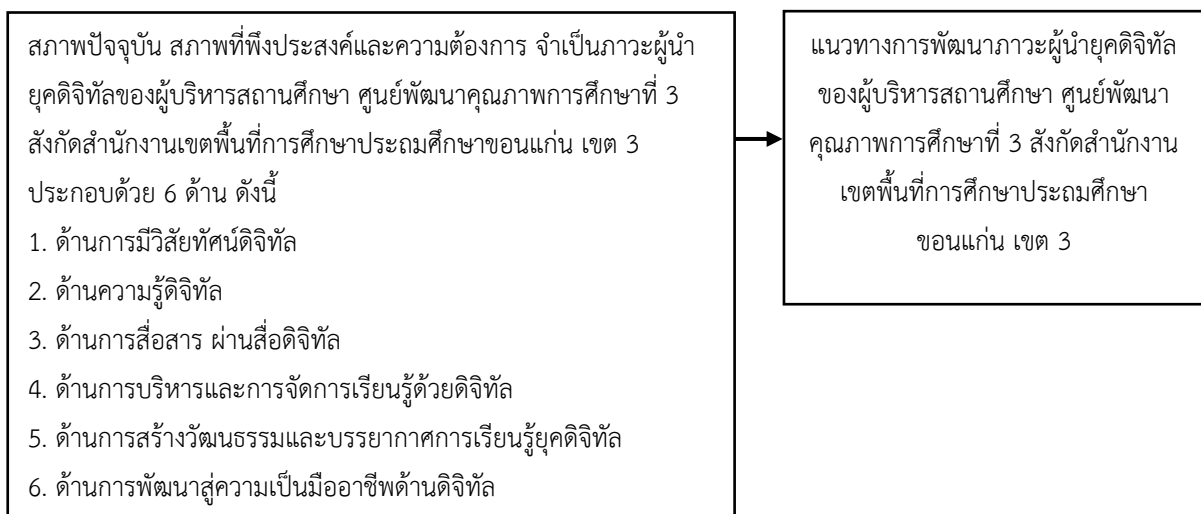 สภาพปัจจุบัน สภาพที่พึงประสงค์และความต้องการ จำเป็นภาวะผู้นำ
ยุคดิจิทัลของผู้บริหารสถานศึกษา ศูนย์พัฒนาคุณภาพการศึกษาที่ 3
สังกัดสำนักงานเขตพื้นที่การศึกษาประถมศึกษาขอนแก่น เขต 3
ประกอบด้วย 6 ด้าน ดังนี้
1. ด้านการมีวิสัยทัศน์ดิจิทัล
2. ด้านความรู้ดิจิทัล
3. ด้านการสื่อสาร ผ่านสื่อดิจิทัล
4. ด้านการบริหารและการจัดการเรียนรู้ด้วยดิจิทัล
5. ด้านการสร้างวัฒนธรรมและบรรยากาศการเรียนรู้ยุคดิจิทัล
6. ด้านการพัฒนาสู่ความเป็นมืออาชีพด้านดิจิทัล
แนวทางการพัฒนาภาวะผู้นำยุคดิจิทัล
ของผู้บริหารสถานศึกษา ศูนย์พัฒนา
คุณภาพการศึกษาที่ 3 สังกัดสำนักงาน
เขตพื้นที่การศึกษาประถมศึกษา
ขอนแก่น เขต 3